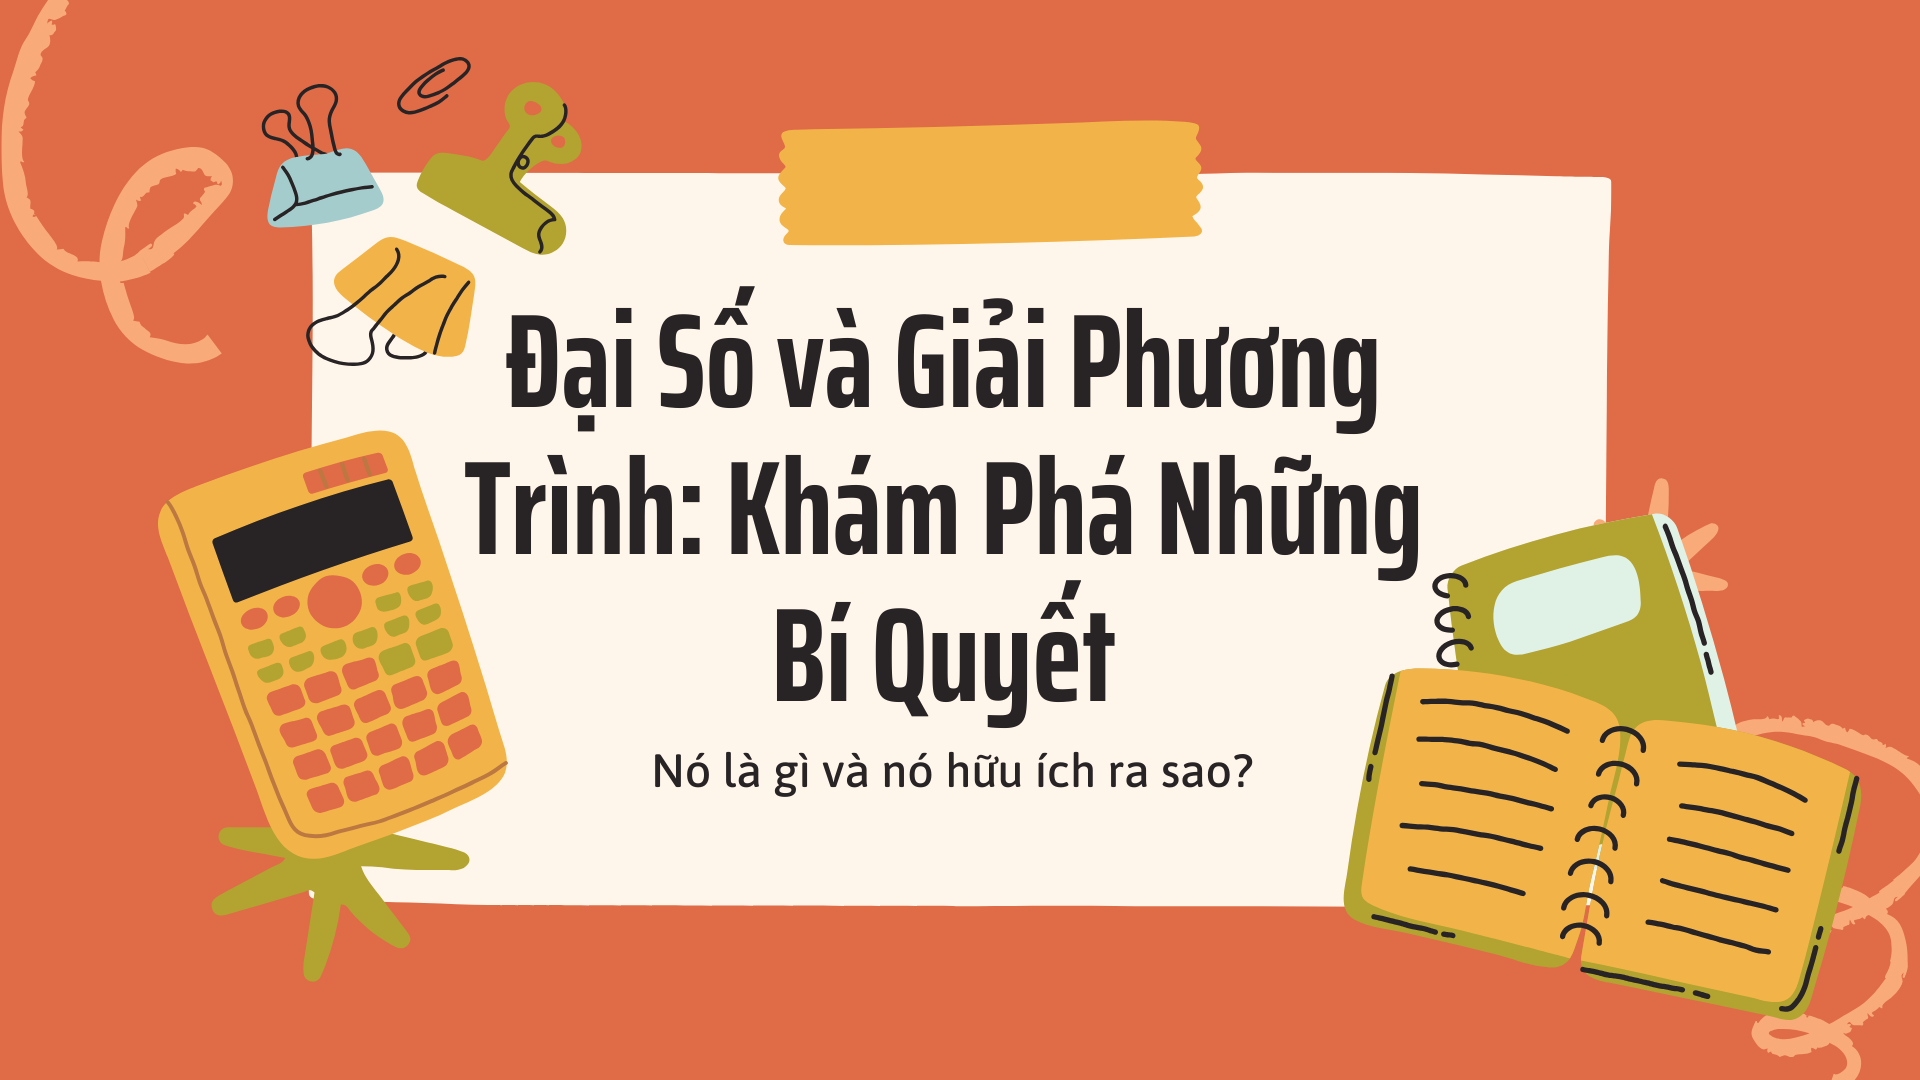 Đại Số và Giải Phương
Trình: Khám Phá Những
Bí Quyết
Nó là gì và nó hữu ích ra sao?